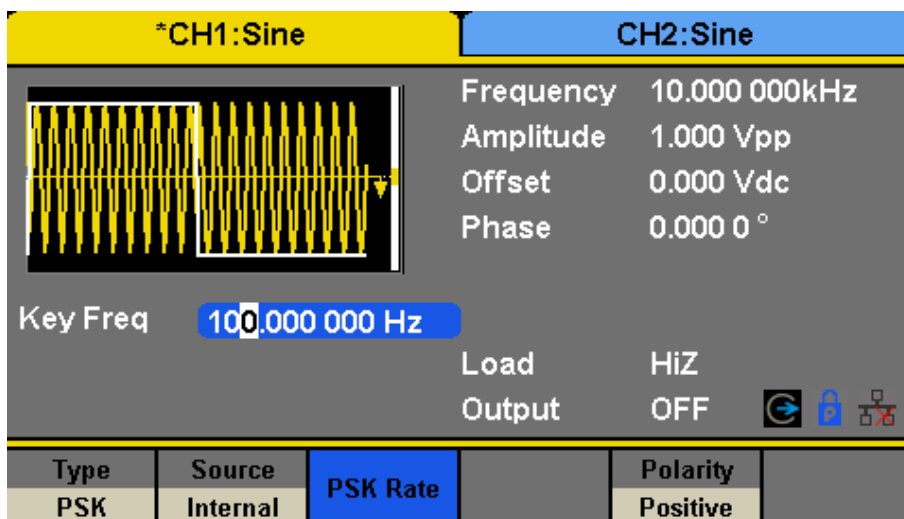 *CH1:Sine
CH2:Sine
Frequency 10.000 000kHz
Amplitude 1.000 Vpp
Offset 0.000 Vdc
Phase 0.000 0 °
Key Freq 100.000 000 Hz
Load HiZ
Output OFF
P
Type Source PSK Rate Polarity
PSK Internal Positive